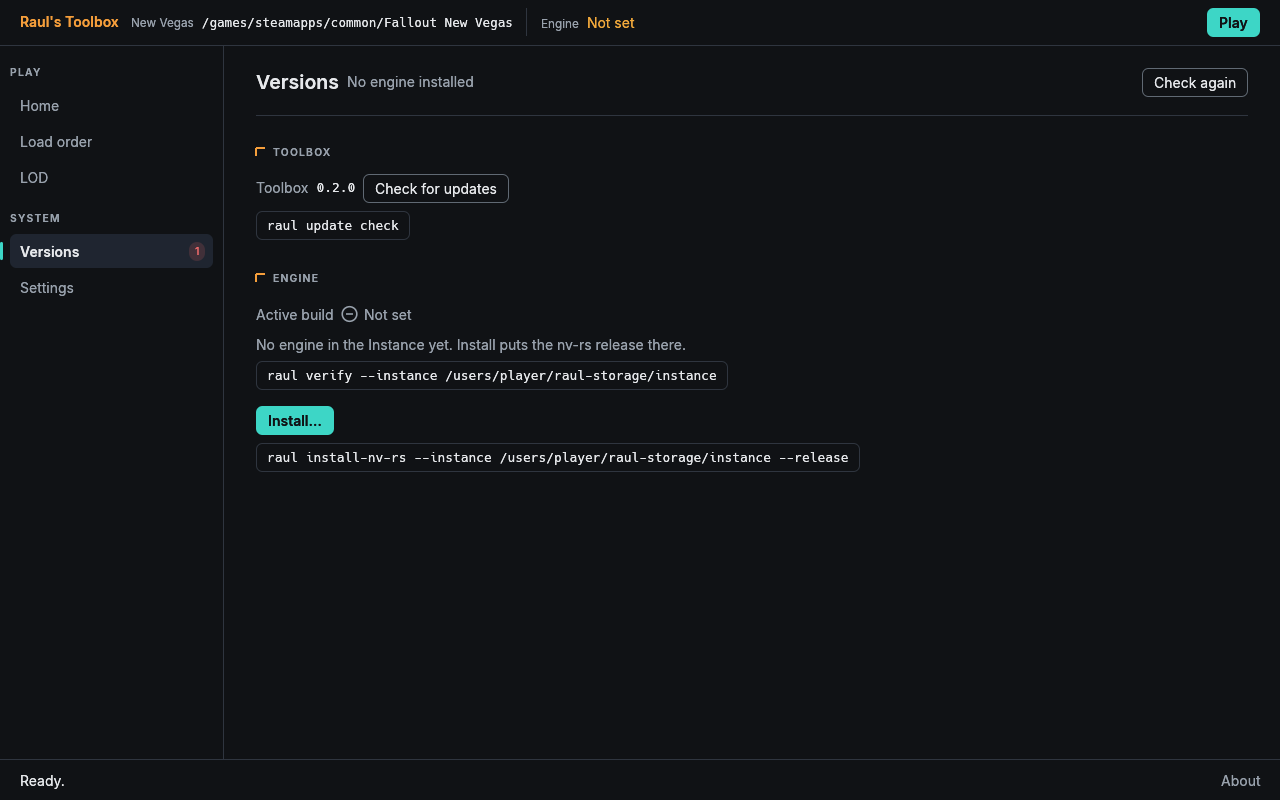 Raul's Toolbox New Vegas /games/steamapps/common/Fallout New Vegas Engine Not set Play
PLAY
Home
Load order
LOD
SYSTEM
Versions 1
Settings
Versions No engine installed Check again
TOOLBOX
Toolbox 0.2.0 Check for updates
raul update check
ENGINE
Active build Not set
No engine in the Instance yet. Install puts the nv-rs release there.
raul verify --instance /users/player/raul-storage/instance
Install...
raul install-nv-rs --instance /users/player/raul-storage/instance --release
Ready. About